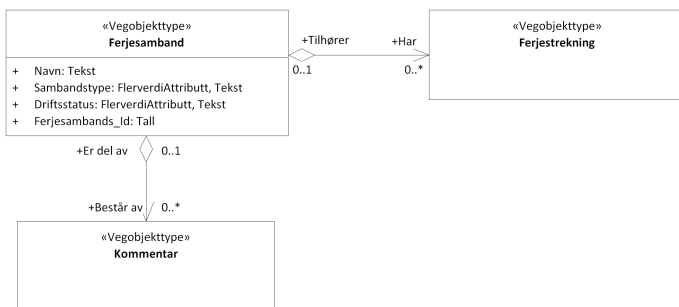 «Vegobjekttype»
Ferjesamband
+ Navn: Tekst
+ Sambandstype: FlerverdiAttributt, Tekst
+ Driftsstatus: FlerverdiAttributt, Tekst
+ Ferjesambands_Id: Tall
+Tilhører
0..1
+Har
0..*
«Vegobjekttype»
Ferjestrekning
+Er del av
0..1
+Består av
0..*
«Vegobjekttype»
Kommentar